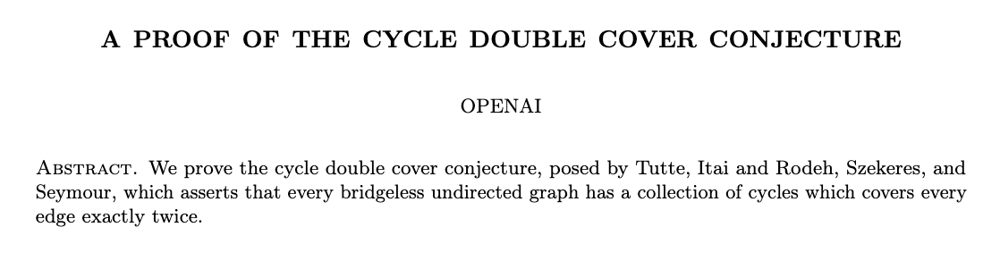 A PROOF OF THE CYCLE DOUBLE COVER CONJECTURE
OPENAI
Abstract. We prove the cycle double cover conjecture, posed by Tutte, Itai and Rodeh, Szekeres, and
Seymour, which asserts that every bridgeless undirected graph has a collection of cycles which covers every
edge exactly twice.